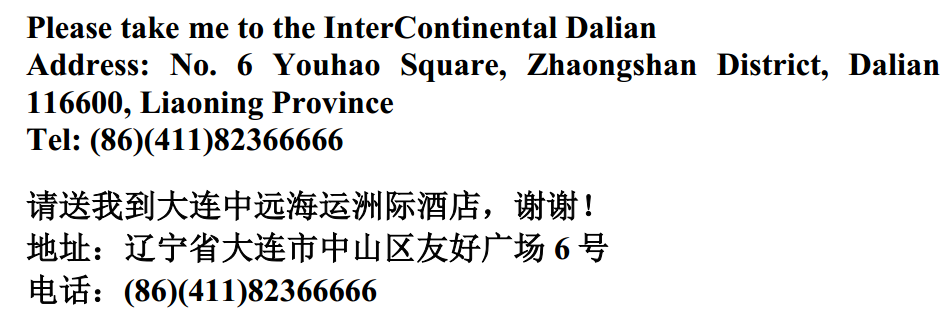 Please take me to the InterContinental Dalian
Address: No. 6 Youhao Square, Zhaongshan District, Dalian
116600, Liaoning Province
Tel: (86)(411)82366666
请送我到大连中远海运洲际酒店，谢谢！
地址：辽宁省大连市中山区友好广场 6 号
电话：(86)(411)82366666